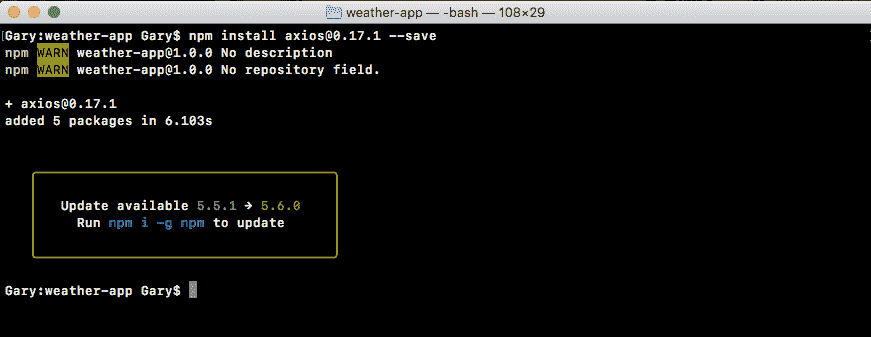 weather-app — -bash — 108×29
Gary:weather-app Gary$ npm install axios@0.17.1 --save
npm WARN weather-app@1.0.0 No description
npm WARN weather-app@1.0.0 No repository field.
+ axios@0.17.1
added 5 packages in 6.103s
Update available 5.5.1 → 5.6.0
Run npm i -g npm to update
Gary:weather-app Gary$